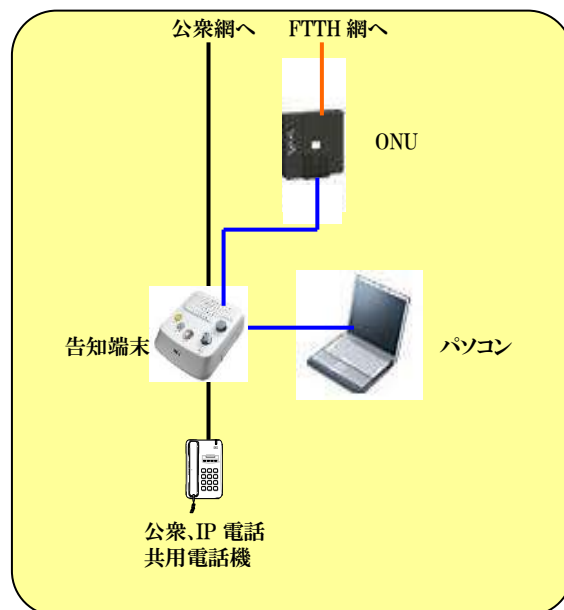 公衆網へ FTTH 網へ
ONU
告知端末
パソコン
公衆、IP 電話
共用電話機